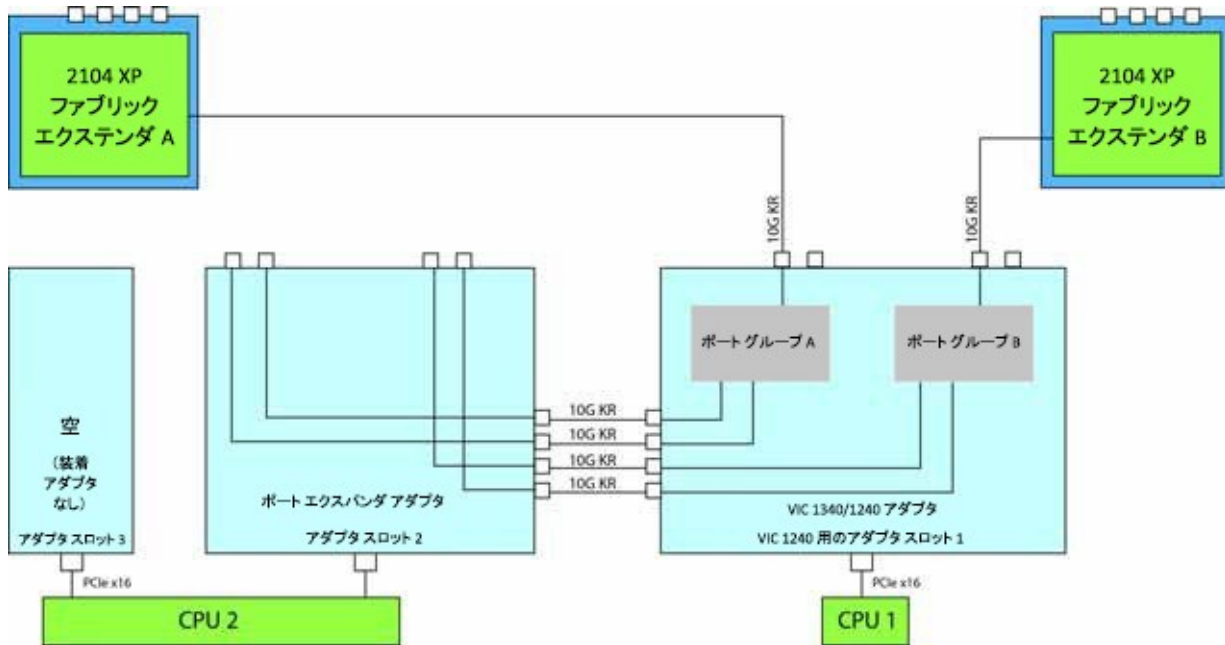 2104 XP
ファブリック
エクステンダ A
2104 XP
ファブリック
エクステンダ B
10G KR
10G KR
ポート グループ A
ポート グループ B
10G KR
10G KR
10G KR
10G KR
空
(装着
アダプタ
なし)
アダプタ スロット 3
ポート エクスパンダ アダプタ
アダプタ スロット 2
VIC 1340/1240 アダプタ
VIC 1240 用のアダプタ スロット 1
PCIe x16
PCIe x16
CPU 2
CPU 1